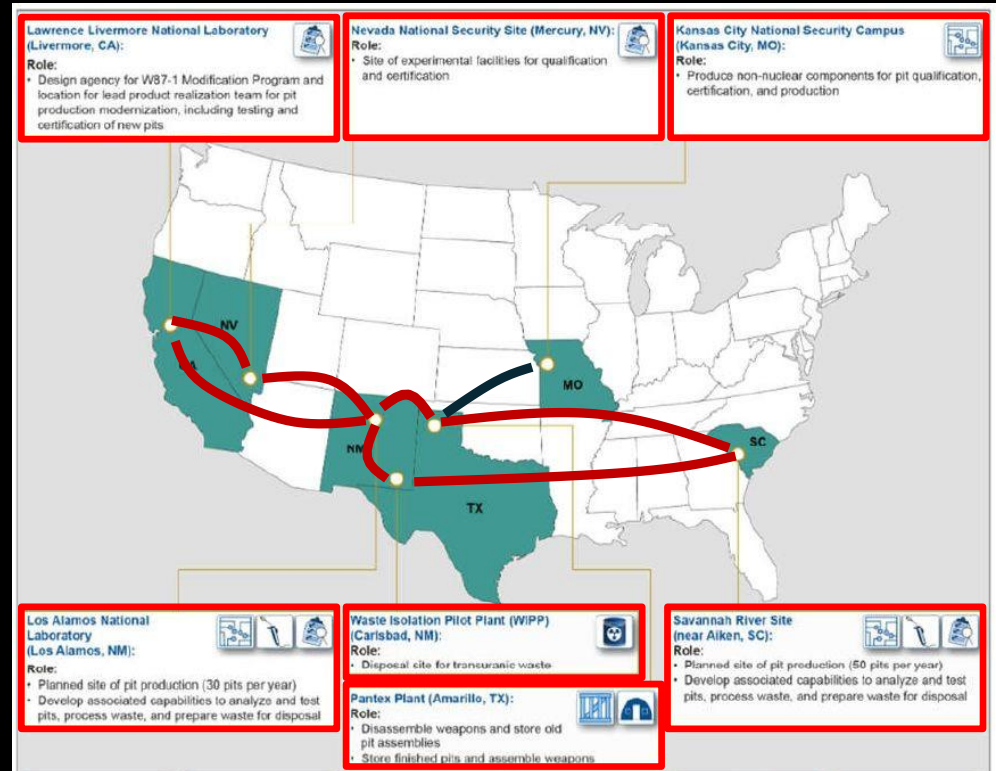 Lawrence Livermore National Laboratory
(Livermore, CA):
Role:
• Design agency for W87-1 Modification Program and
location for lead product realization team for pit
production modernization, including testing and
certification of new pits
Nevada National Security Site (Mercury, NV):
Role:
• Site of experimental facilities for qualification
and certification
Kansas City National Security Campus
(Kansas City, MO):
Role:
• Produce non-nuclear components for pit qualification,
certification, and production
NV
CA
MO
NM
SC
TX
Los Alamos National
Laboratory
(Los Alamos, NM):
Role:
• Planned site of pit production (30 pits per year)
• Develop associated capabilities to analyze and test
pits, process waste, and prepare waste for disposal
Waste Isolation Pilot Plant (WIPP)
(Carlsbad, NM):
Role:
• Disposal site for transuranic waste
Pantex Plant (Amarillo, TX):
Role:
• Disassemble weapons and store old
pit assemblies
• Store finished pits and assemble weapons
Savannah River Site
(near Aiken, SC):
Role:
• Planned site of pit production (50 pits per year)
• Develop associated capabilities to analyze and test
pits, process waste, and prepare waste for disposal